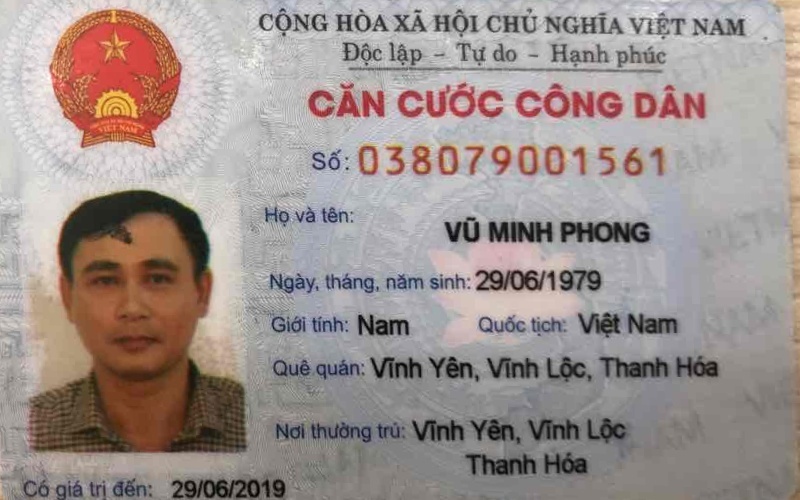 CỘNG HÒA XÃ HỘI CHỦ NGHĨA VIỆT NAM
Độc lập - Tự do - Hạnh phúc
CĂN CƯỚC CÔNG DÂN
Số: 038079001561
Họ và tên:
VŨ MINH PHONG
Ngày, tháng, năm sinh: 29/06/1979
Giới tính: Nam Quốc tịch: Việt Nam
Quê quán: Vĩnh Yên, Vĩnh Lộc, Thanh Hóa
Nơi thường trú: Vĩnh Yên, Vĩnh Lộc
Thanh Hóa
Có giá trị đến: 29/06/2019